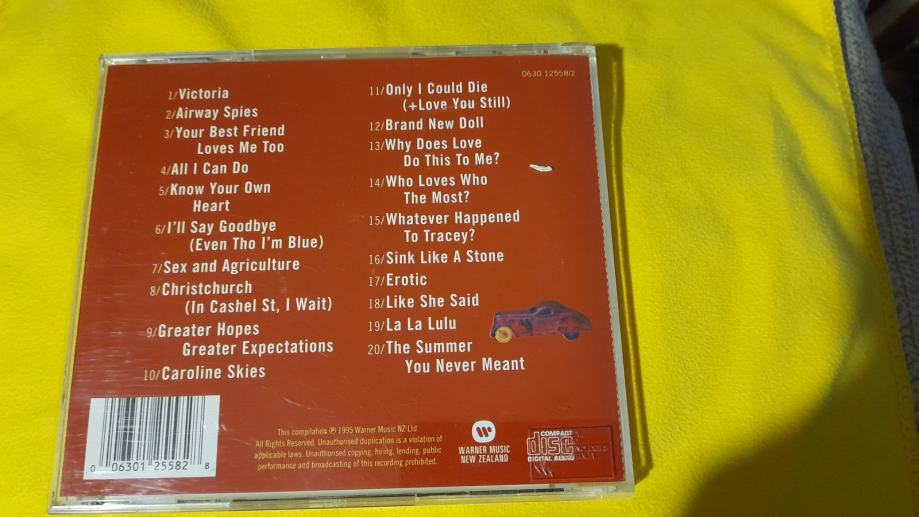 0630 12558/2
1/Victoria
2/Airway Spies
3/Your Best Friend
Loves Me Too
4/All I Can Do
5/Know Your Own
Heart
6/I'll Say Goodbye
(Even Tho I'm Blue)
7/Sex and Agriculture
8/Christchurch
(In Cashel St, I Wait)
9/Greater Hopes
Greater Expectations
10/Caroline Skies
11/Only I Could Die
(+Love You Still)
12/Brand New Doll
13/Why Does Love
Do This To Me?
14/Who Loves Who
The Most?
15/Whatever Happened
To Tracey?
16/Sink Like A Stone
17/Erotic
18/Like She Said
19/La La Lulu
20/The Summer
You Never Meant
0 06301 25582 8
This compilation ℗ 1995 Warner Music NZ Ltd.
All Rights Reserved. Unauthorised duplication is a violation of
applicable laws. Unauthorised copying, hiring, lending, public
performance and broadcasting of this recording prohibited.
WARNER MUSIC
NEW ZEALAND
COMPACT
disc
DIGITAL AUDIO